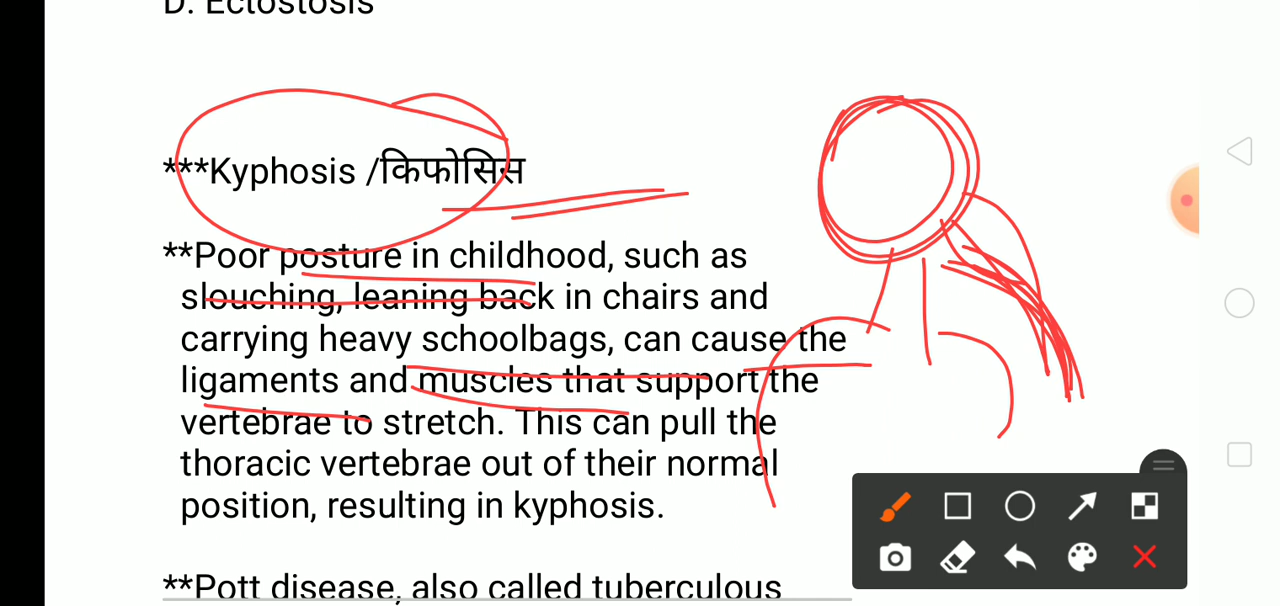 D. Ectostosis
***Kyphosis /किफोसिस
**Poor posture in childhood, such as
slouching, leaning back in chairs and
carrying heavy schoolbags, can cause the
ligaments and muscles that support the
vertebrae to stretch. This can pull the
thoracic vertebrae out of their normal
position, resulting in kyphosis.
**Pott disease, also called tuberculous